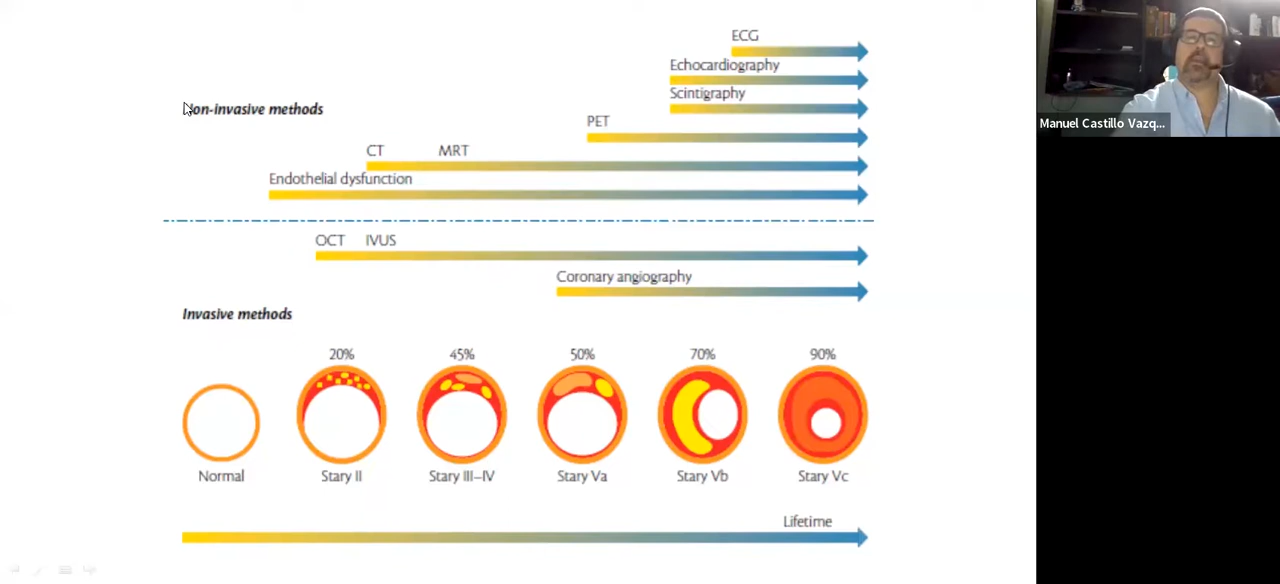 ECG
Echocardiography
Scintigraphy
Non-invasive methods
PET
CT MRT
Endothelial dysfunction
OCT IVUS
Coronary angiography
Invasive methods
20% 45% 50% 70% 90%
Normal Stary II Stary III–IV Stary Va Stary Vb Stary Vc
Lifetime
Manuel Castillo Vazq...